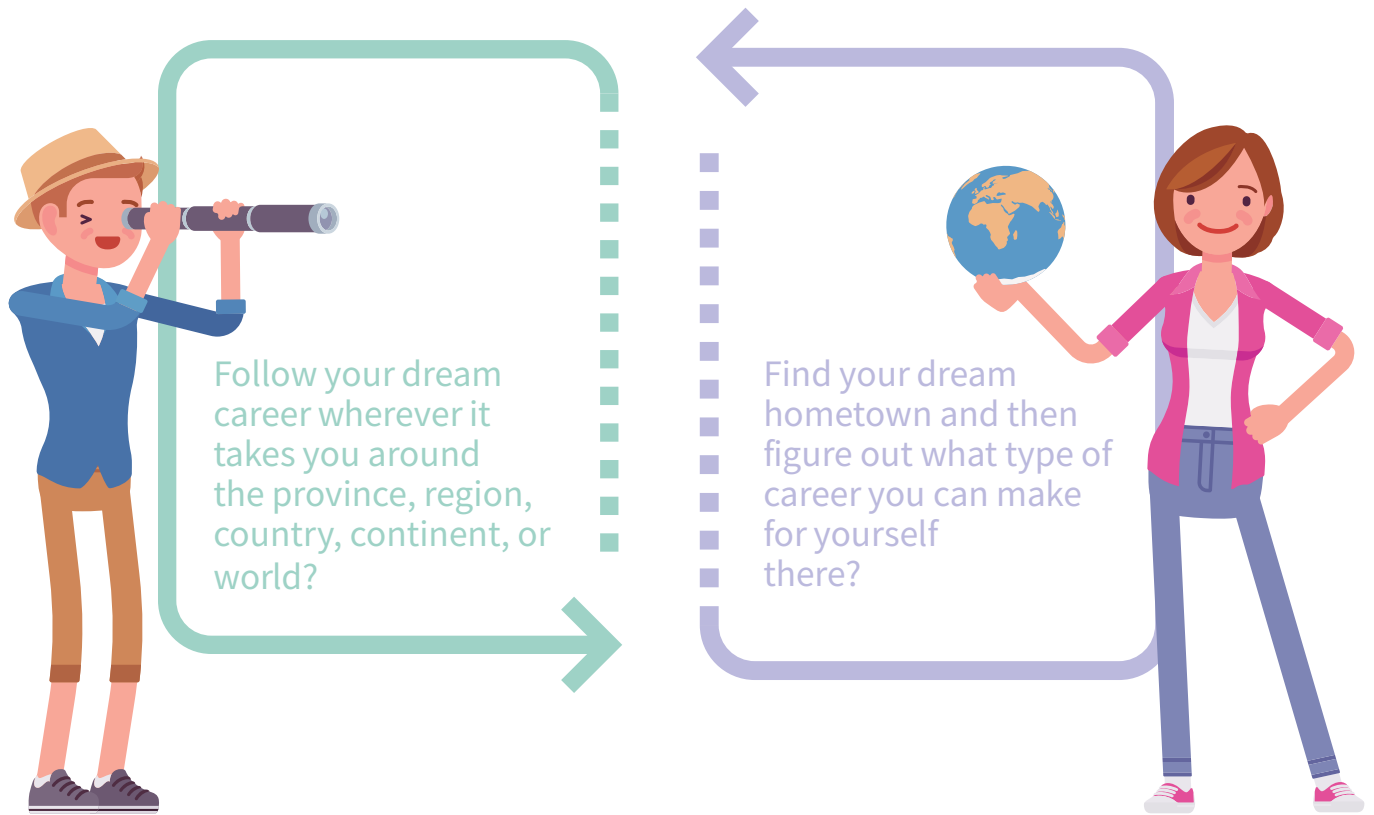 Follow your dream
career wherever it
takes you around
the province, region,
country, continent, or
world?
Find your dream
hometown and then
figure out what type of
career you can make
for yourself
there?